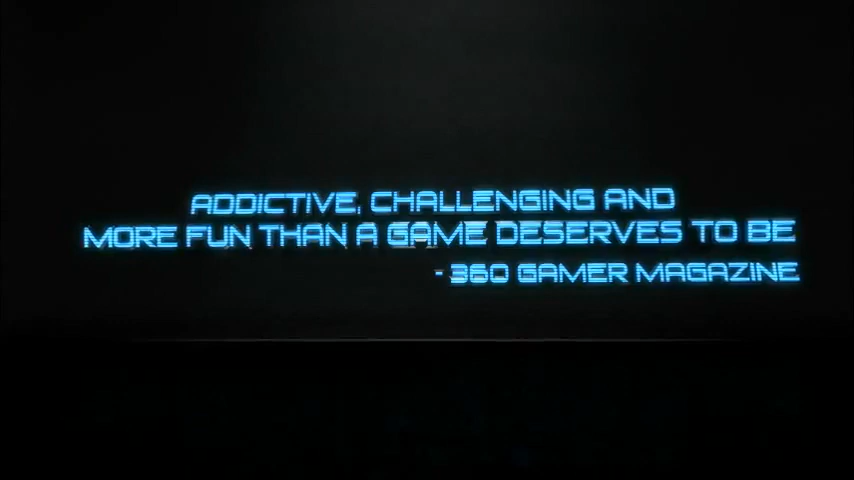 ADDICTIVE, CHALLENGING AND
MORE FUN THAN A GAME DESERVES TO BE
- 360 GAMER MAGAZINE